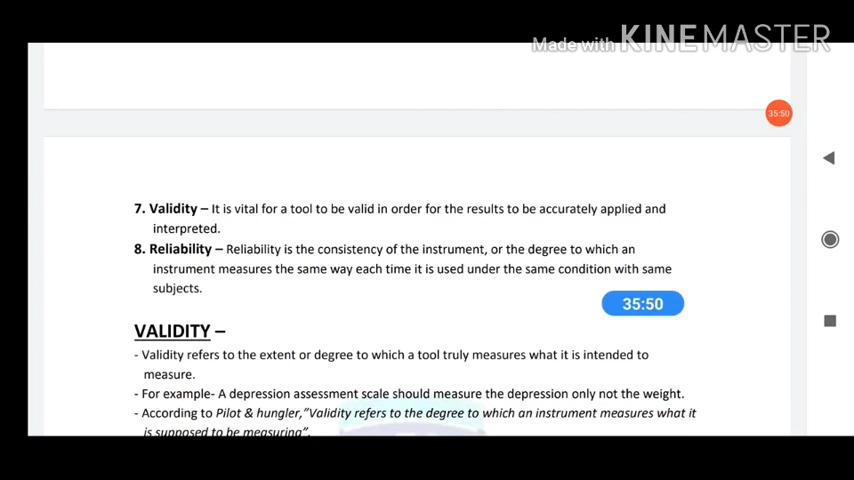 Made with KINEMASTER
35:50
7. Validity – It is vital for a tool to be valid in order for the results to be accurately applied and
interpreted.
8. Reliability – Reliability is the consistency of the instrument, or the degree to which an
instrument measures the same way each time it is used under the same condition with same
subjects.
35:50
VALIDITY –
- Validity refers to the extent or degree to which a tool truly measures what it is intended to
measure.
- For example- A depression assessment scale should measure the depression only not the weight.
- According to Pilot & hungler,”Validity refers to the degree to which an instrument measures what it
is supposed to be measuring”.